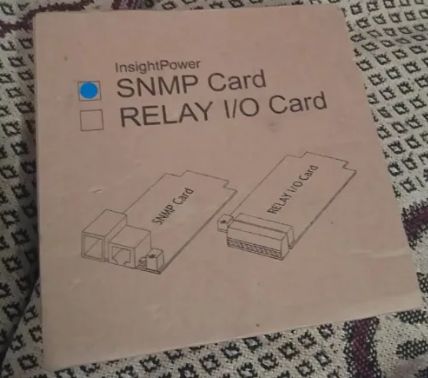 InsightPower
SNMP Card
RELAY I/O Card
SNMP Card
RELAY I/O Card